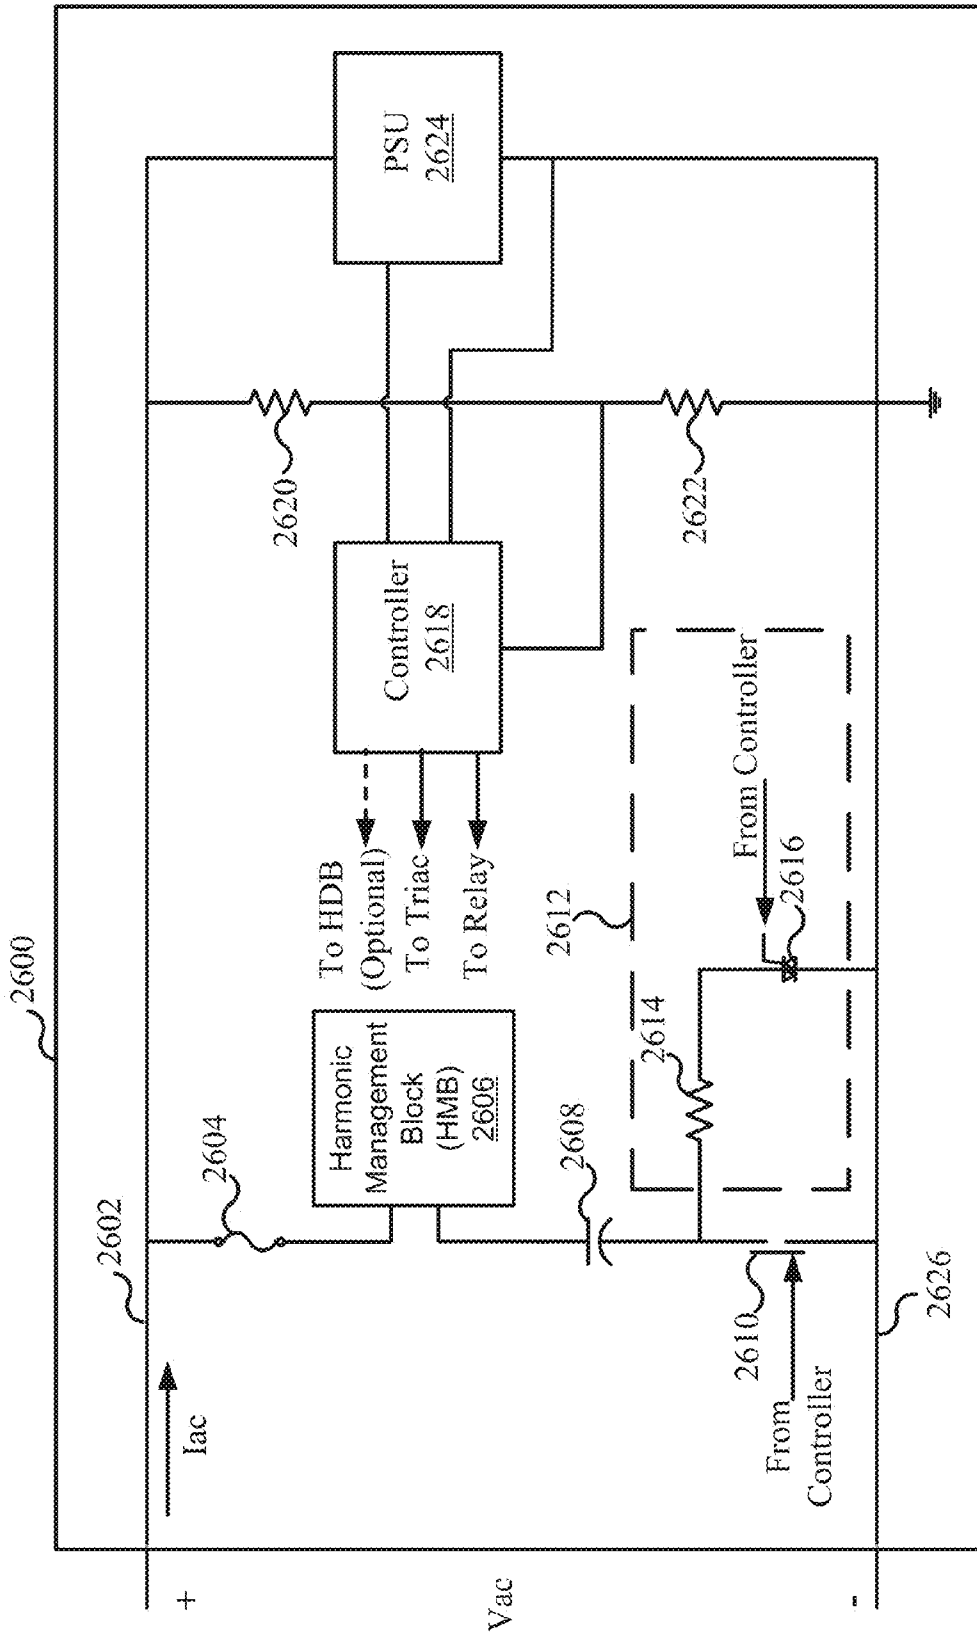 2600
2602
Iac
+
Vac
-
2604
Harmonic
Management
Block
(HMB)
2606
2608
2610
From
Controller
2626
To HDB
(Optional)
To Triac
To Relay
2612
2614
From Controller
2616
Controller
2618
2620
2622
PSU
2624